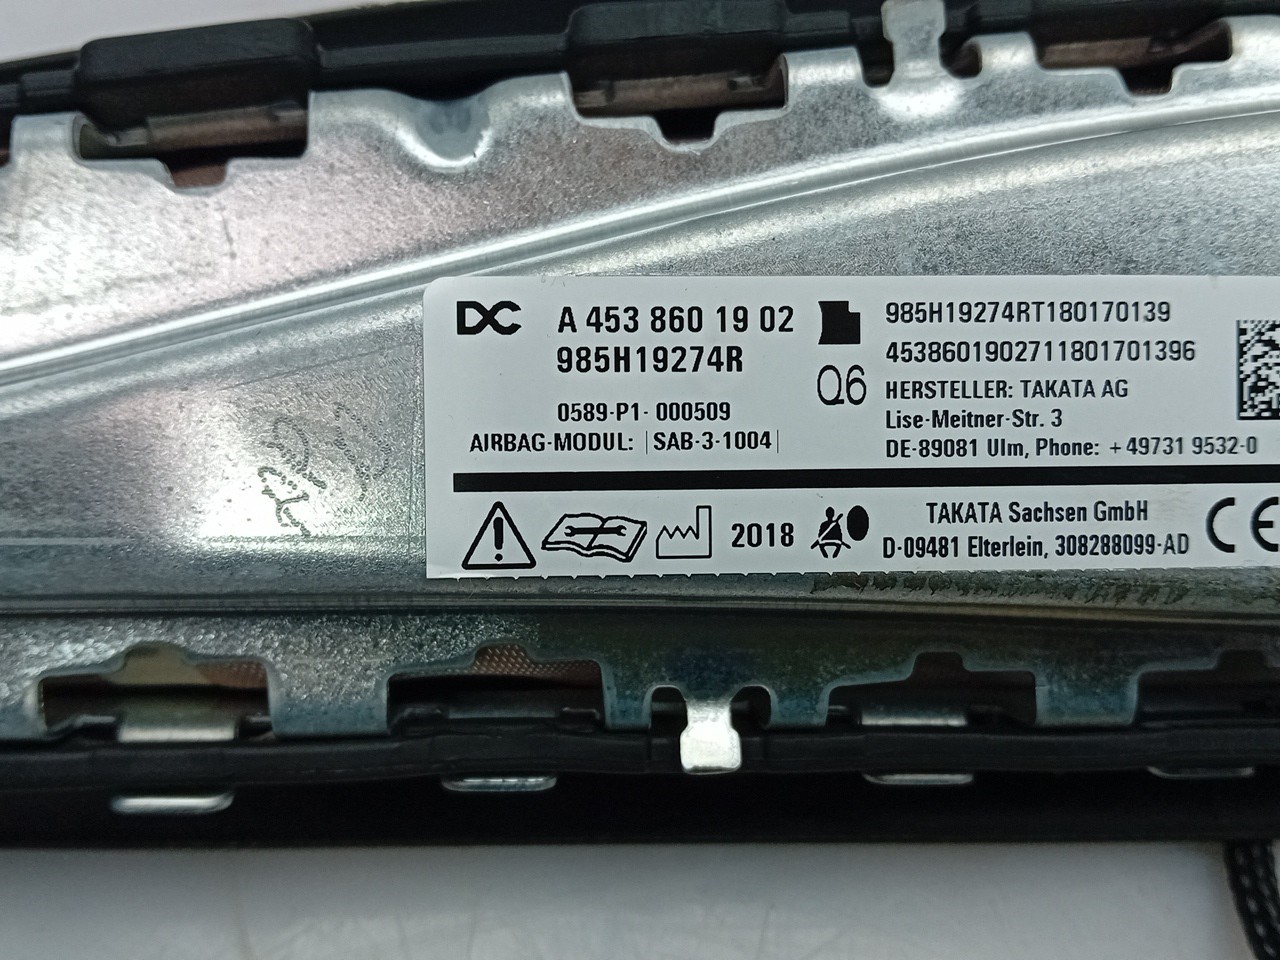 DC A 453 860 19 02
985H19274R
0589-P1- 000509
AIRBAG-MODUL: |SAB-3-1004|
Q6
985H19274RT180170139
4538601902711801701396
HERSTELLER: TAKATA AG
Lise-Meitner-Str. 3
DE-89081 Ulm, Phone: +49731 9532-0
2018
TAKATA Sachsen GmbH
D-09481 Elterlein, 308288099-AD
CE